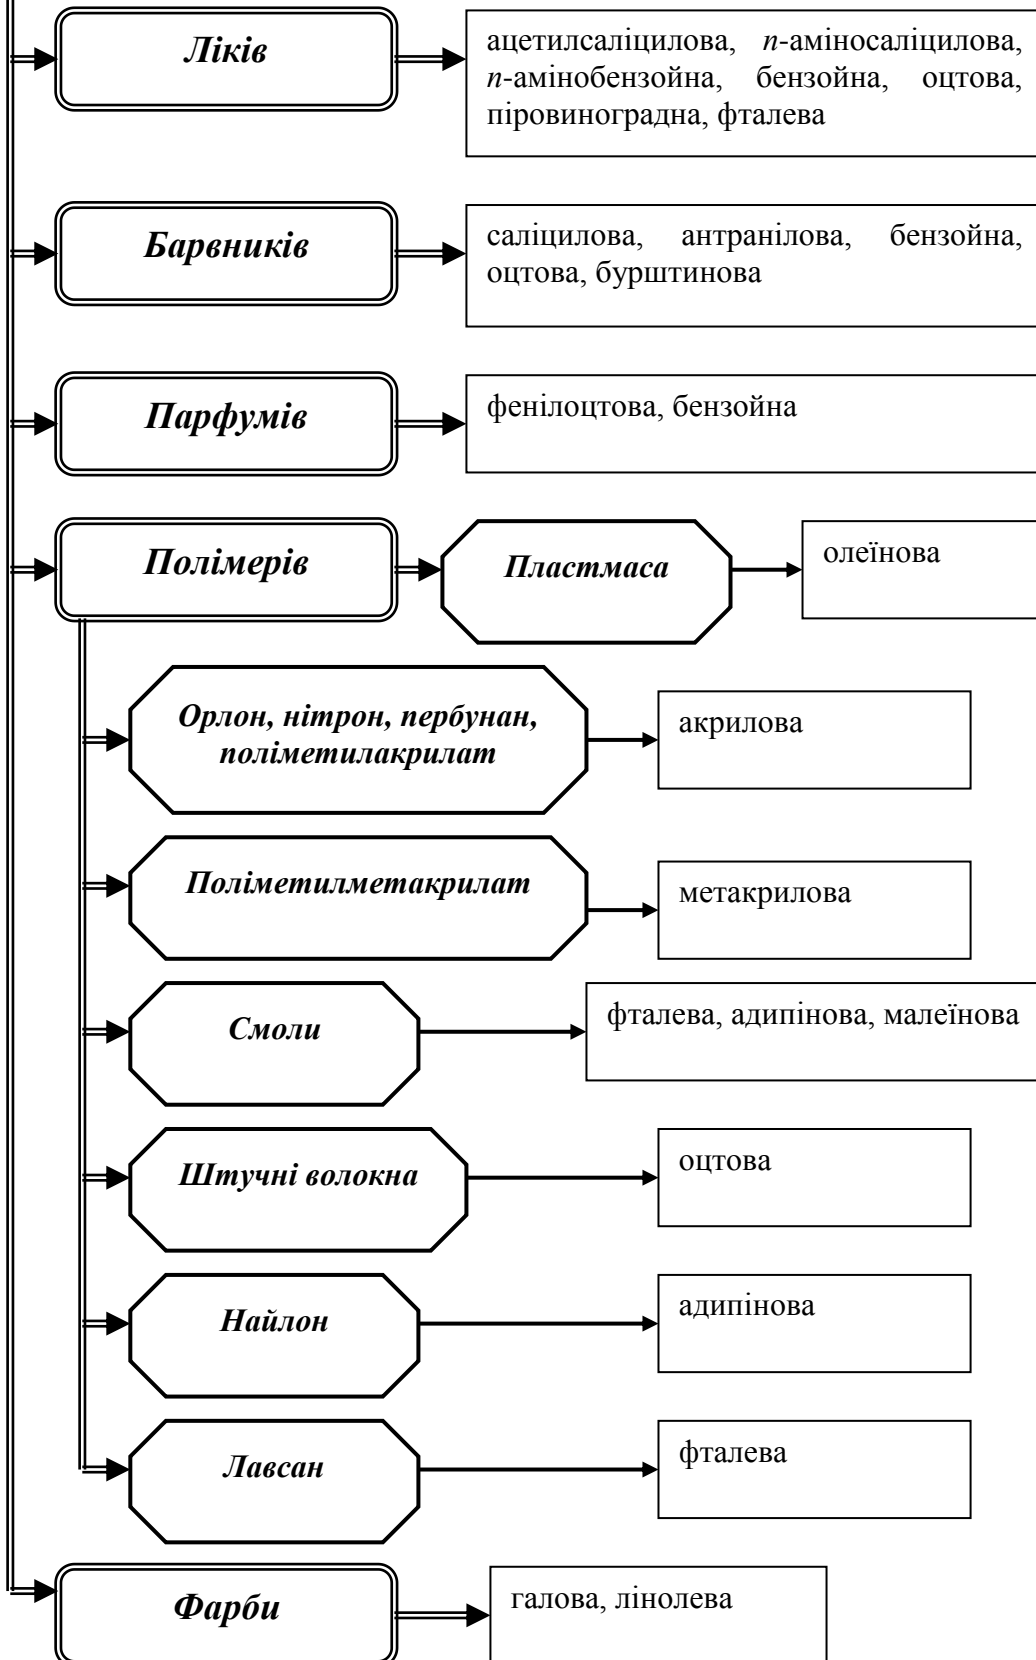 Ліків
ацетилсаліцилова, п-аміносаліцилова,
п-амінобензойна, бензойна, оцтова,
піровиноградна, фталева
Барвників
саліцилова, антранілова, бензойна,
оцтова, бурштинова
Парфумів
фенілоцтова, бензойна
Полімерів
Пластмаса
олеїнова
Орлон, нітрон, пербунан,
поліметилакрилат
акрилова
Поліметилметакрилат
метакрилова
Смоли
фталева, адипінова, малеїнова
Штучні волокна
оцтова
Найлон
адипінова
Лавсан
фталева
Фарби
галова, лінолева